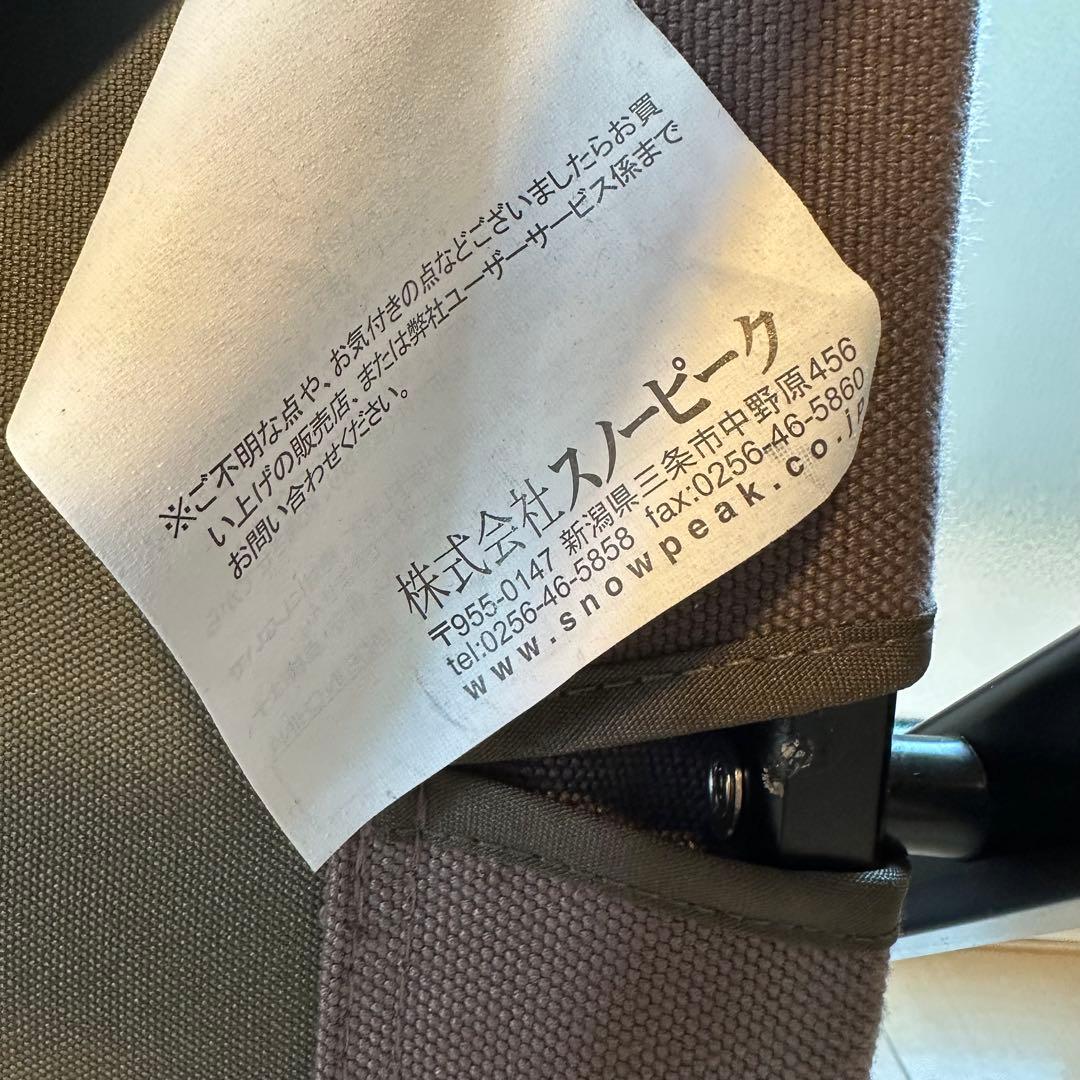 ※ご不明な点や、お気付きの点などございましたらお買
い上げの販売店、または弊社ユーザーサービス係まで
お問い合わせください。
株式会社スノーピーク
〒955-0147 新潟県三条市中野原456
tel:0256-46-5858 fax:0256-46-5860
www.snowpeak.co.jp